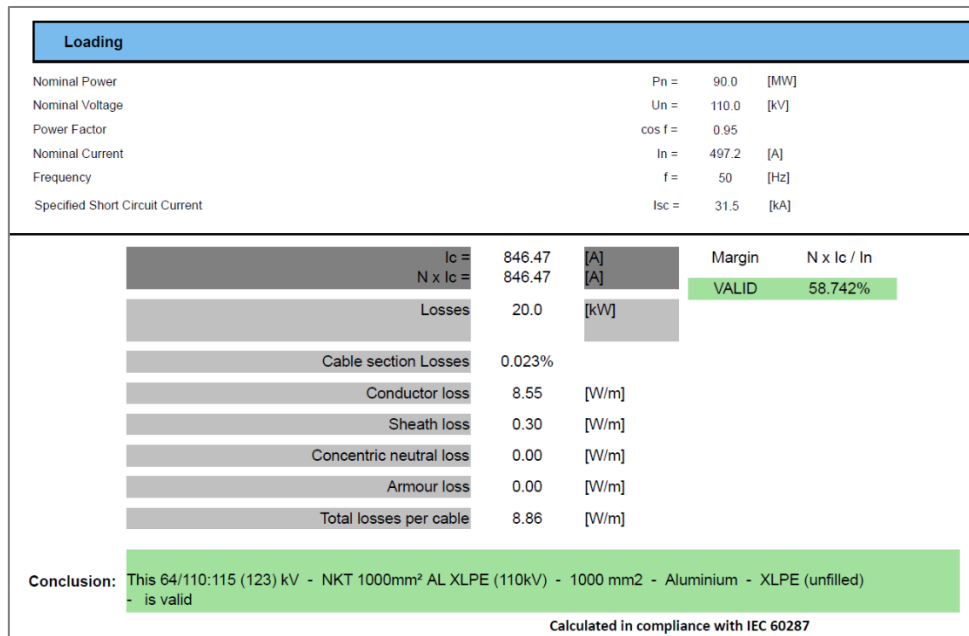 Loading
Nominal Power Pn = 90.0 [MW]
Nominal Voltage Un = 110.0 [kV]
Power Factor cos f = 0.95
Nominal Current In = 497.2 [A]
Frequency f = 50 [Hz]
Specified Short Circuit Current Isc = 31.5 [kA]
Ic = 846.47 [A] Margin N x Ic / In
N x Ic = 846.47 [A]
VALID 58.742%
Losses 20.0 [kW]
Cable section Losses 0.023%
Conductor loss 8.55 [W/m]
Sheath loss 0.30 [W/m]
Concentric neutral loss 0.00 [W/m]
Armour loss 0.00 [W/m]
Total losses per cable 8.86 [W/m]
Conclusion: This 64/110:115 (123) kV - NKT 1000mm² AL XLPE (110kV) - 1000 mm2 - Aluminium - XLPE (unfilled)
- is valid
Calculated in compliance with IEC 60287